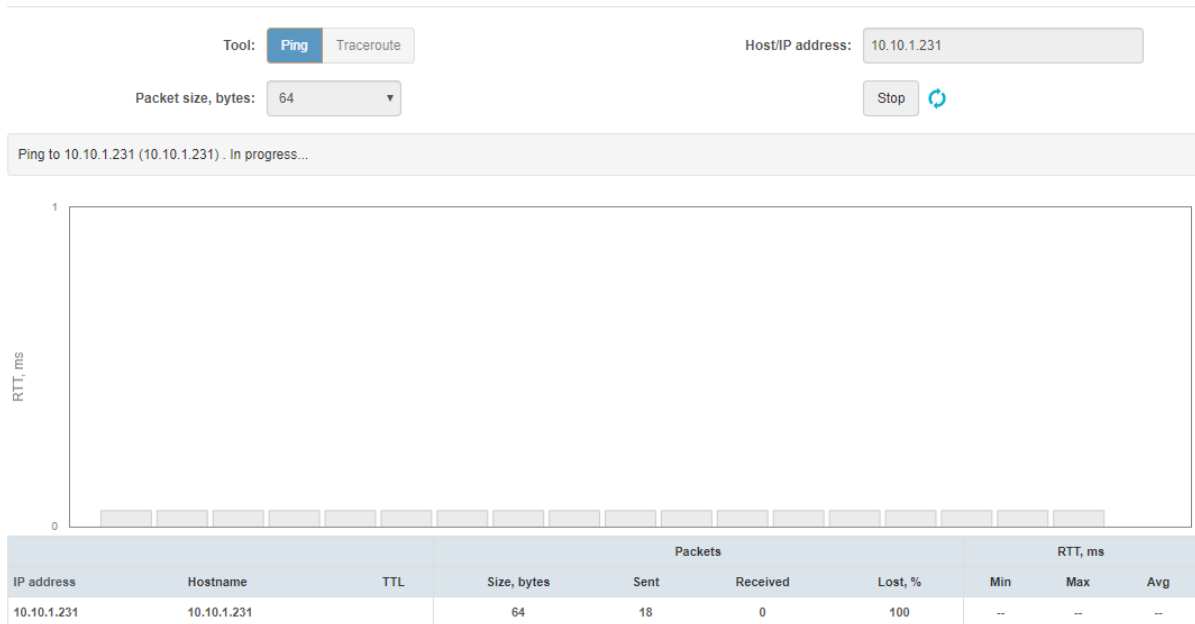 Tool: Ping Traceroute Host/IP address: 10.10.1.231
Packet size, bytes: 64 Stop
Ping to 10.10.1.231 (10.10.1.231) . In progress...
1
RTT, ms
0
Packets RTT, ms
IP address Hostname TTL Size, bytes Sent Received Lost, % Min Max Avg
10.10.1.231 10.10.1.231 64 18 0 100 -- -- --